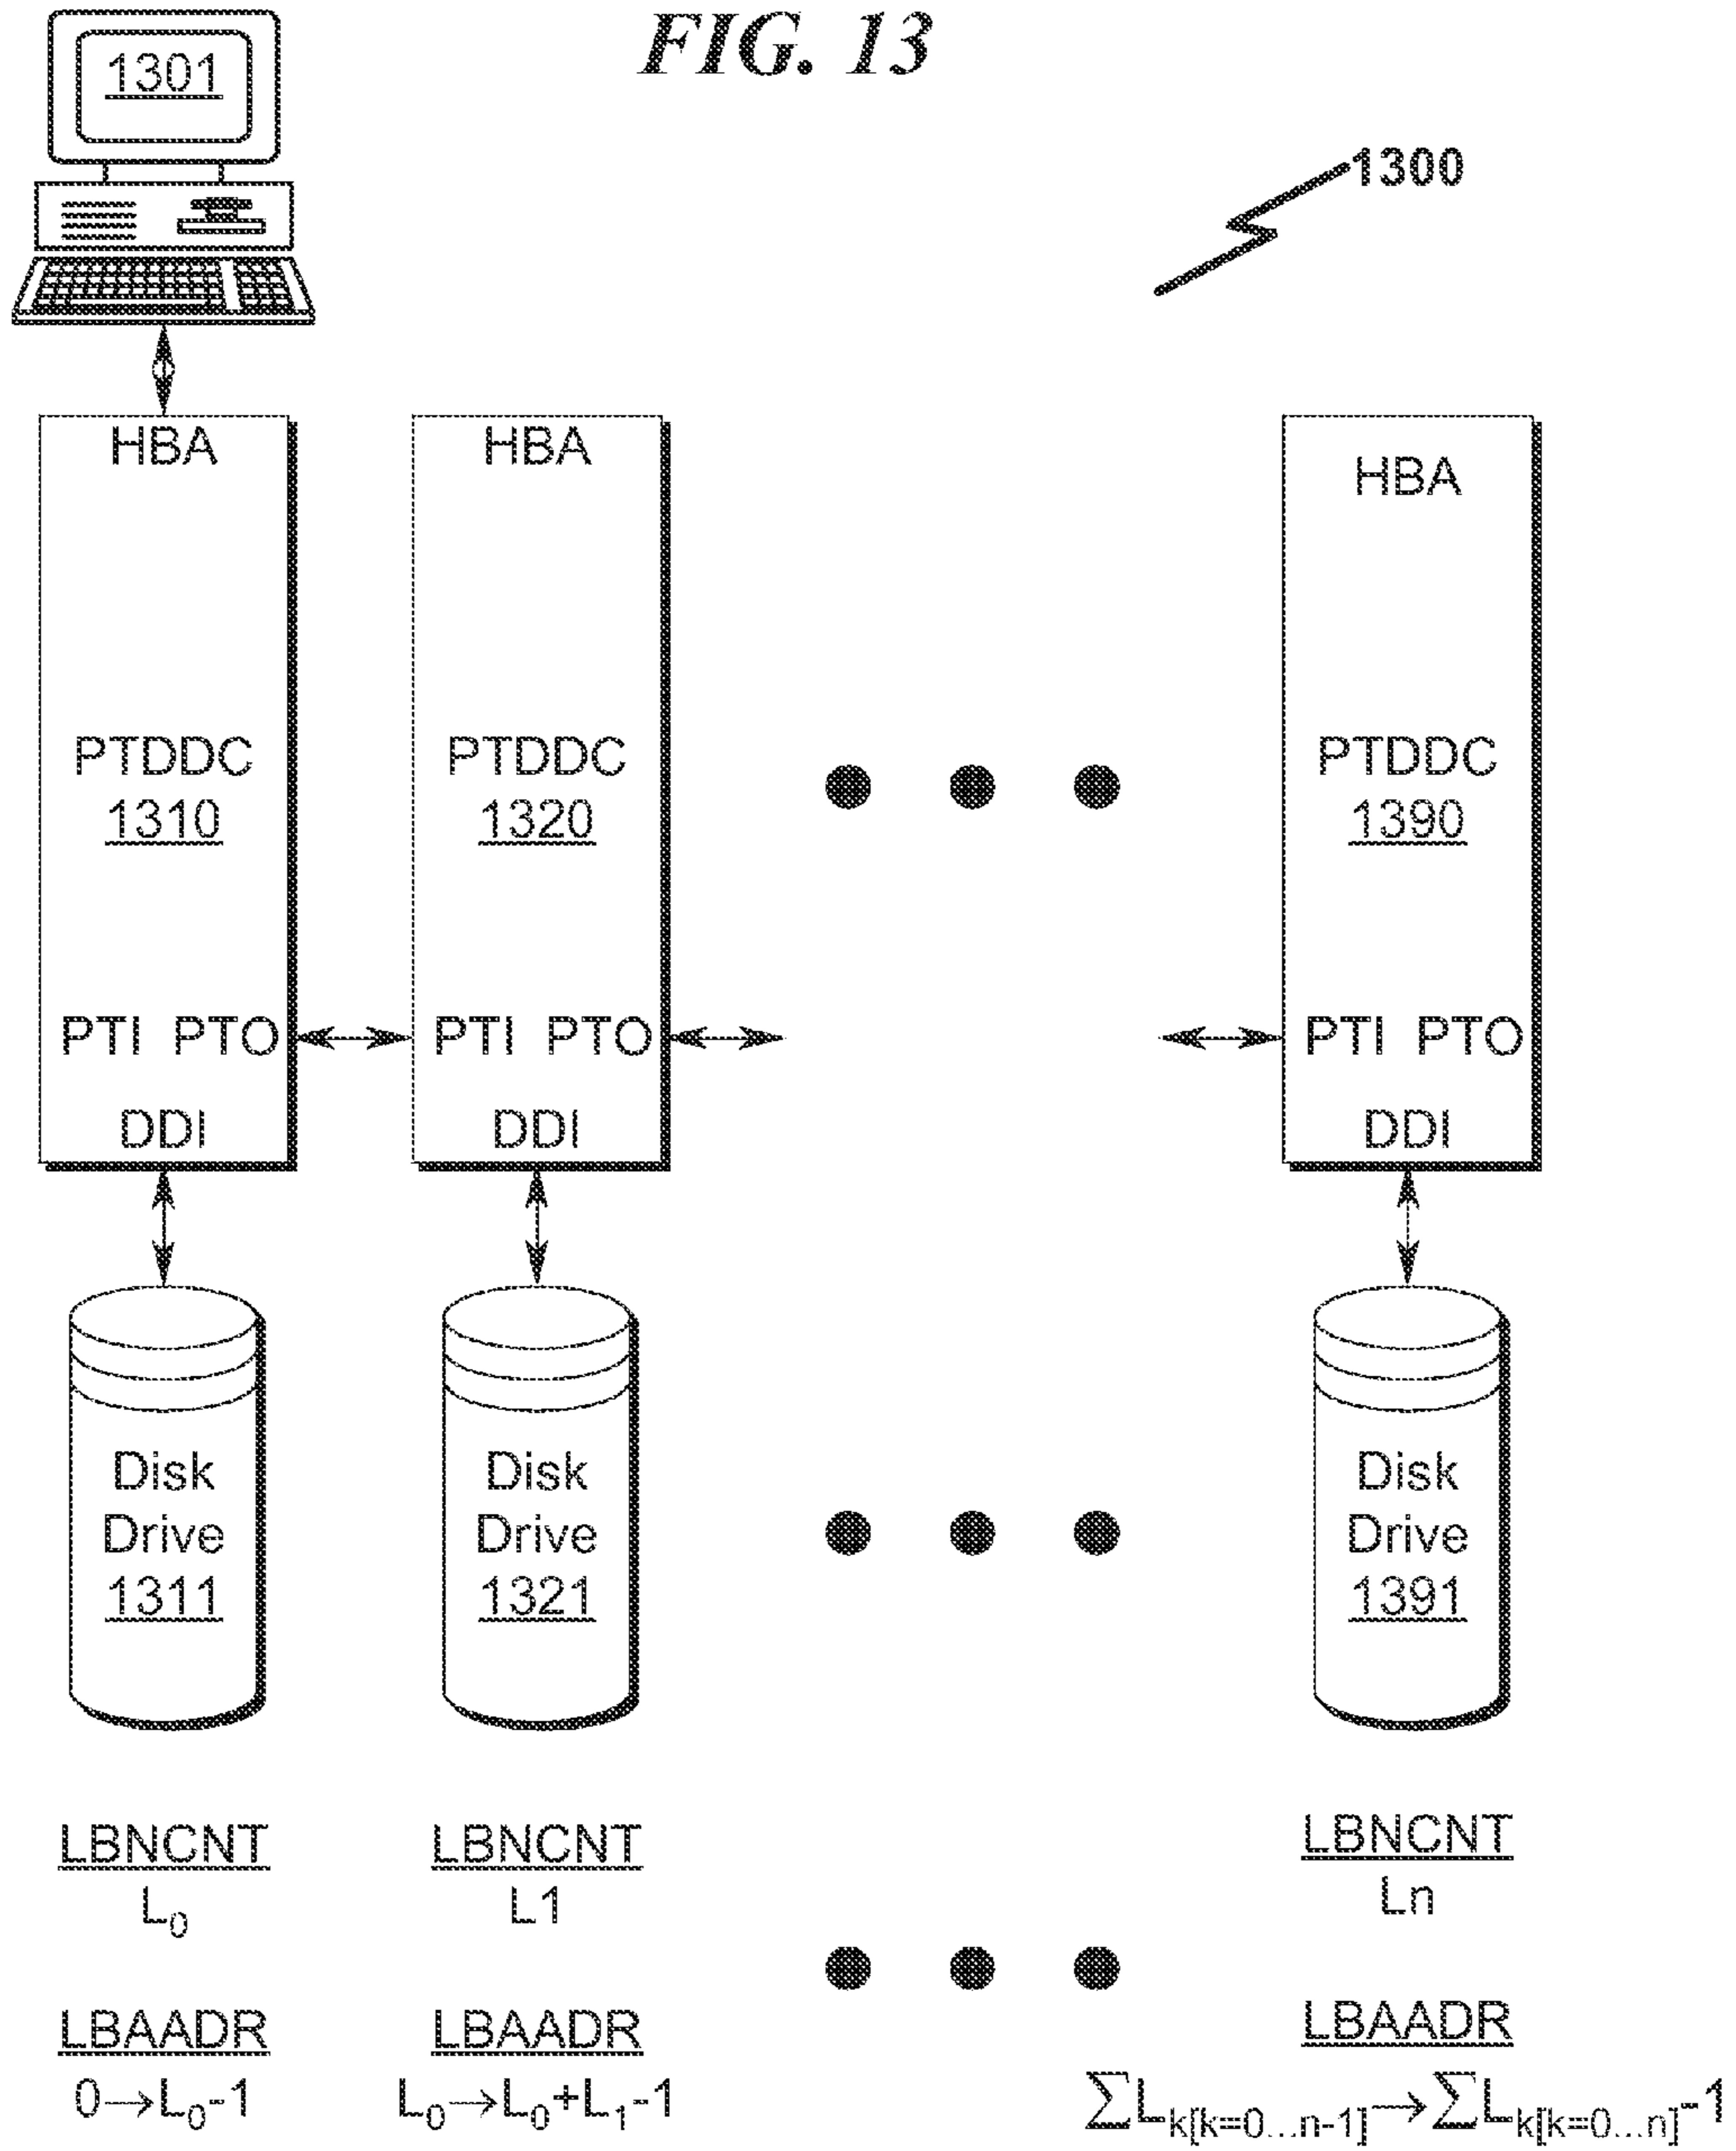 FIG. 13
1301
1300
HBA
HBA
HBA
PTDDC
1310
PTDDC
1320
PTDDC
1390
PTI PTO
PTI PTO
PTI PTO
DDI
DDI
DDI
Disk
Drive
1311
Disk
Drive
1321
Disk
Drive
1391
LBNCNT
L₀
LBNCNT
L1
LBNCNT
Ln
LBAADR
0→L₀-1
LBAADR
L₀→L₀+L₁-1
LBAADR
∑Lk[k=0...n-1]→∑Lk[k=0...n]-1